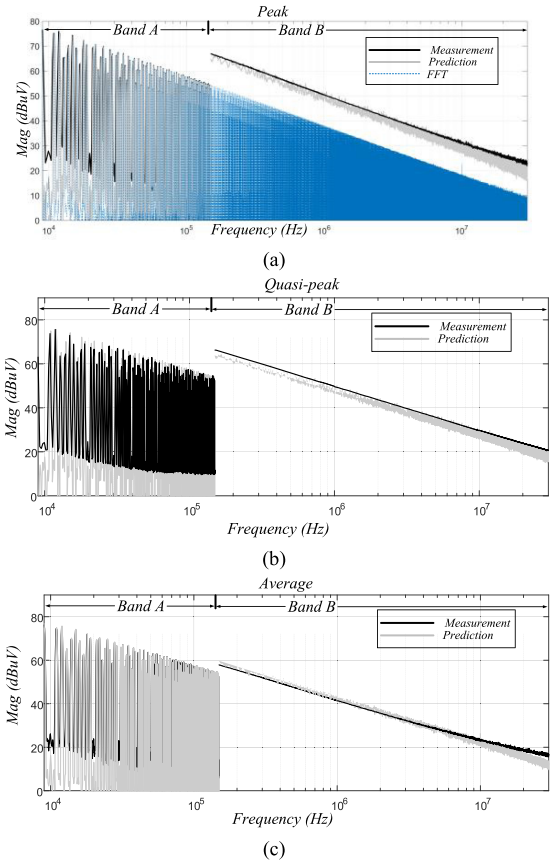 Peak
Band A
Band B
80
70
60
50
40
30
20
10
0
Mag (dBuV)
Measurement
Prediction
FFT
10^4
10^5
10^6
10^7
Frequency (Hz)
(a)
Quasi-peak
Band A
Band B
80
60
40
20
0
Mag (dBuV)
Measurement
Prediction
10^4
10^5
10^6
10^7
Frequency (Hz)
(b)
Average
Band A
Band B
80
60
40
20
0
Mag (dBuV)
Measurement
Prediction
10^4
10^5
10^6
10^7
Frequency (Hz)
(c)